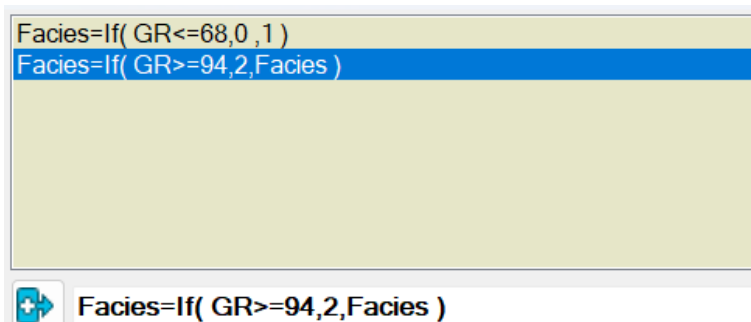 Facies=If( GR<=68,0 ,1 )
Facies=If( GR>=94,2,Facies )
Facies=If( GR>=94,2,Facies )